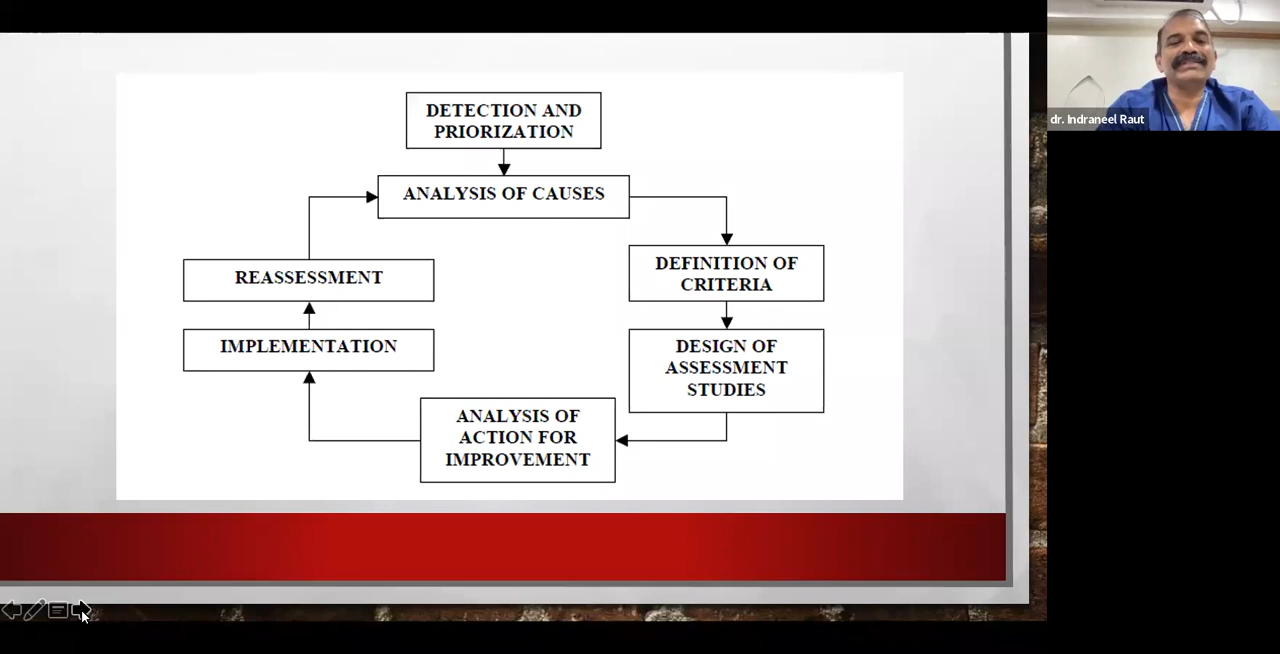 DETECTION AND
PRIORIZATION
ANALYSIS OF CAUSES
DEFINITION OF
CRITERIA
DESIGN OF
ASSESSMENT
STUDIES
ANALYSIS OF
ACTION FOR
IMPROVEMENT
IMPLEMENTATION
REASSESSMENT
dr. Indraneel Raut